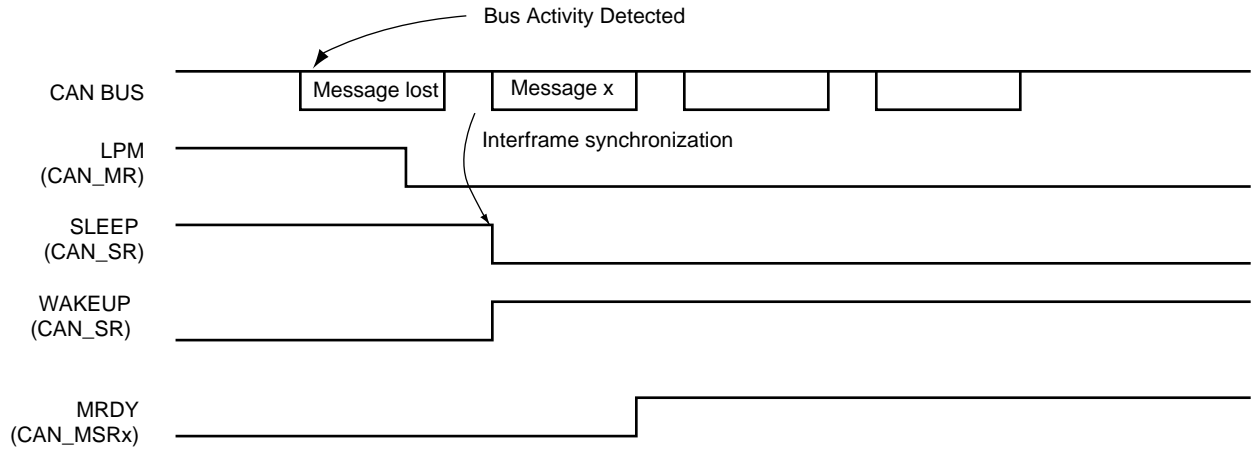 Bus Activity Detected
CAN BUS
Message lost
Message x
Interframe synchronization
LPM
(CAN_MR)
SLEEP
(CAN_SR)
WAKEUP
(CAN_SR)
MRDY
(CAN_MSRx)